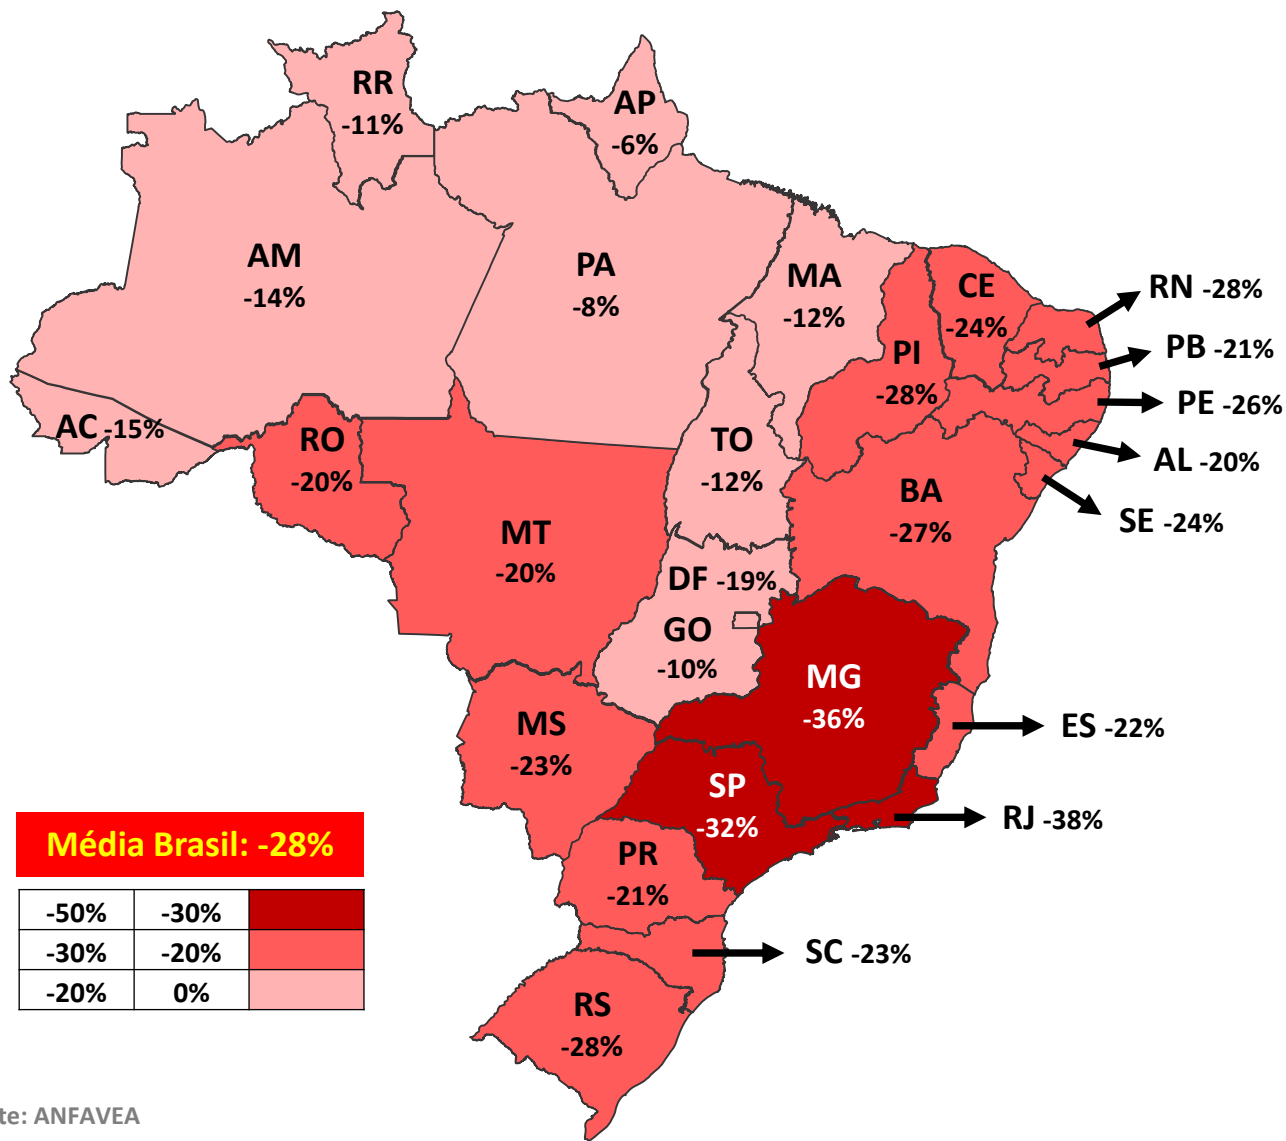 RR
-11%
AP
-6%
AM
-14%
PA
-8%
MA
-12%
CE
-24%
RN -28%
PB -21%
PI
-28%
PE -26%
AC -15%
RO
-20%
TO
-12%
AL -20%
BA
-27%
SE -24%
MT
-20%
DF -19%
GO
-10%
MG
-36%
MS
-23%
ES -22%
SP
-32%
RJ -38%
Média Brasil: -28%
PR
-21%
-50% -30%
-30% -20%
-20% 0%
SC -23%
RS
-28%
te: ANFAVEA